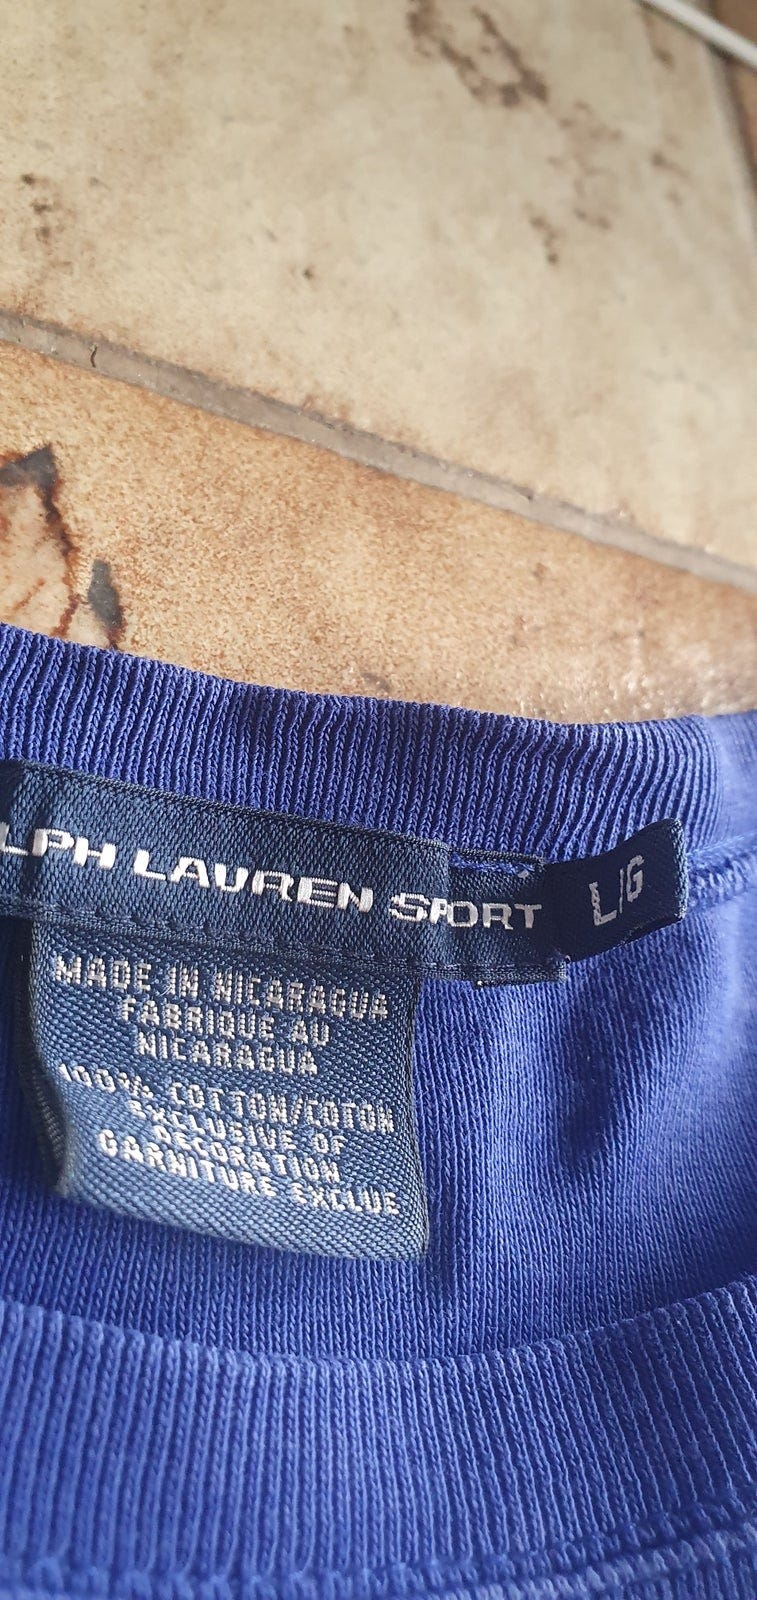 LPH LAUREN SPORT
L/G
MADE IN NICARAGUA
FABRIQUE AU
NICARAGUA
100% COTTON/COTON
EXCLUSIVE OF
DECORATION
GARNITURE EXCLUE